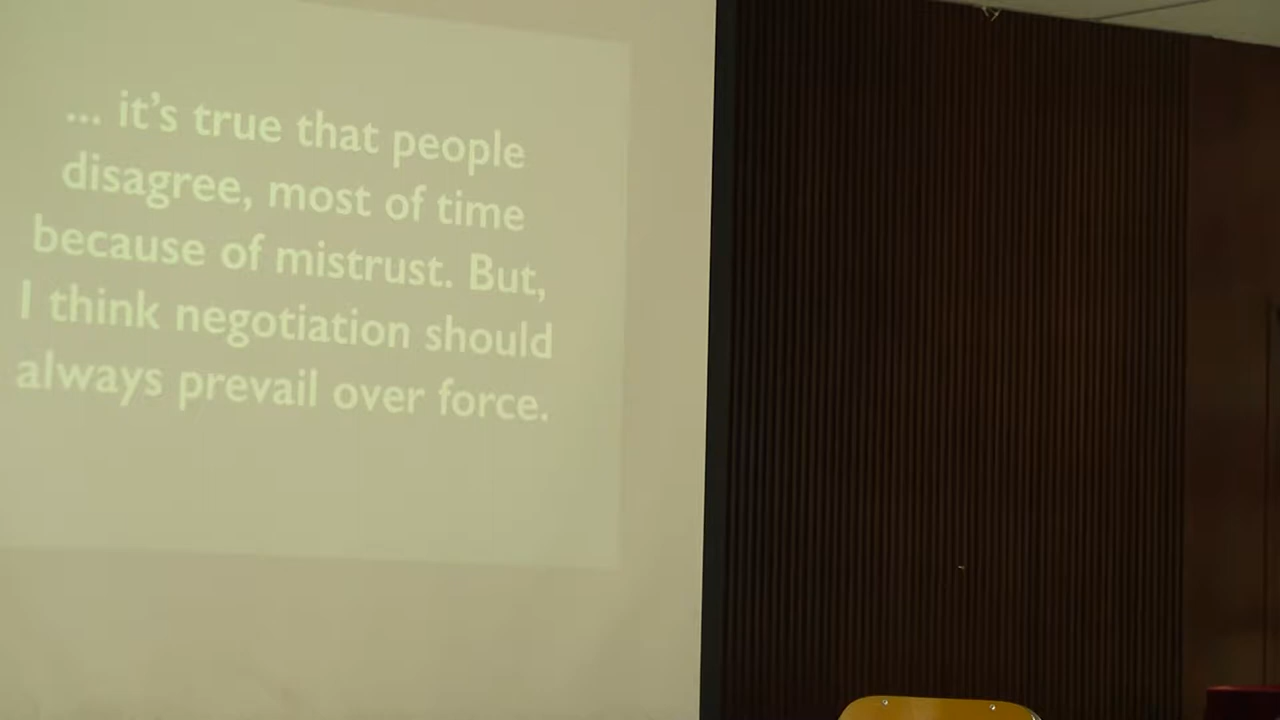 ... it's true that people
disagree, most of time
because of mistrust. But,
I think negotiation should
always prevail over force.